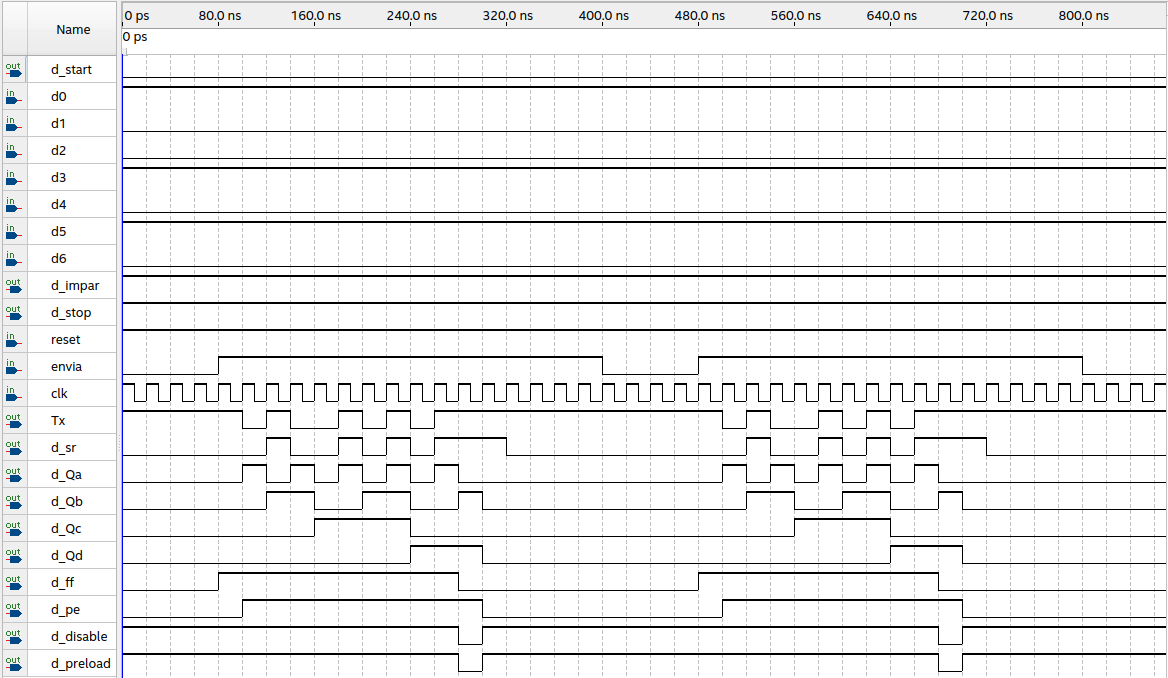 Name
0 ps 80.0 ns 160.0 ns 240.0 ns 320.0 ns 400.0 ns 480.0 ns 560.0 ns 640.0 ns 720.0 ns 800.0 ns
0 ps
out d_start
in d0
in d1
in d2
in d3
in d4
in d5
in d6
out d_impar
out d_stop
in reset
in envia
in clk
out Tx
out d_sr
out d_Qa
out d_Qb
out d_Qc
out d_Qd
out d_ff
out d_pe
out d_disable
out d_preload